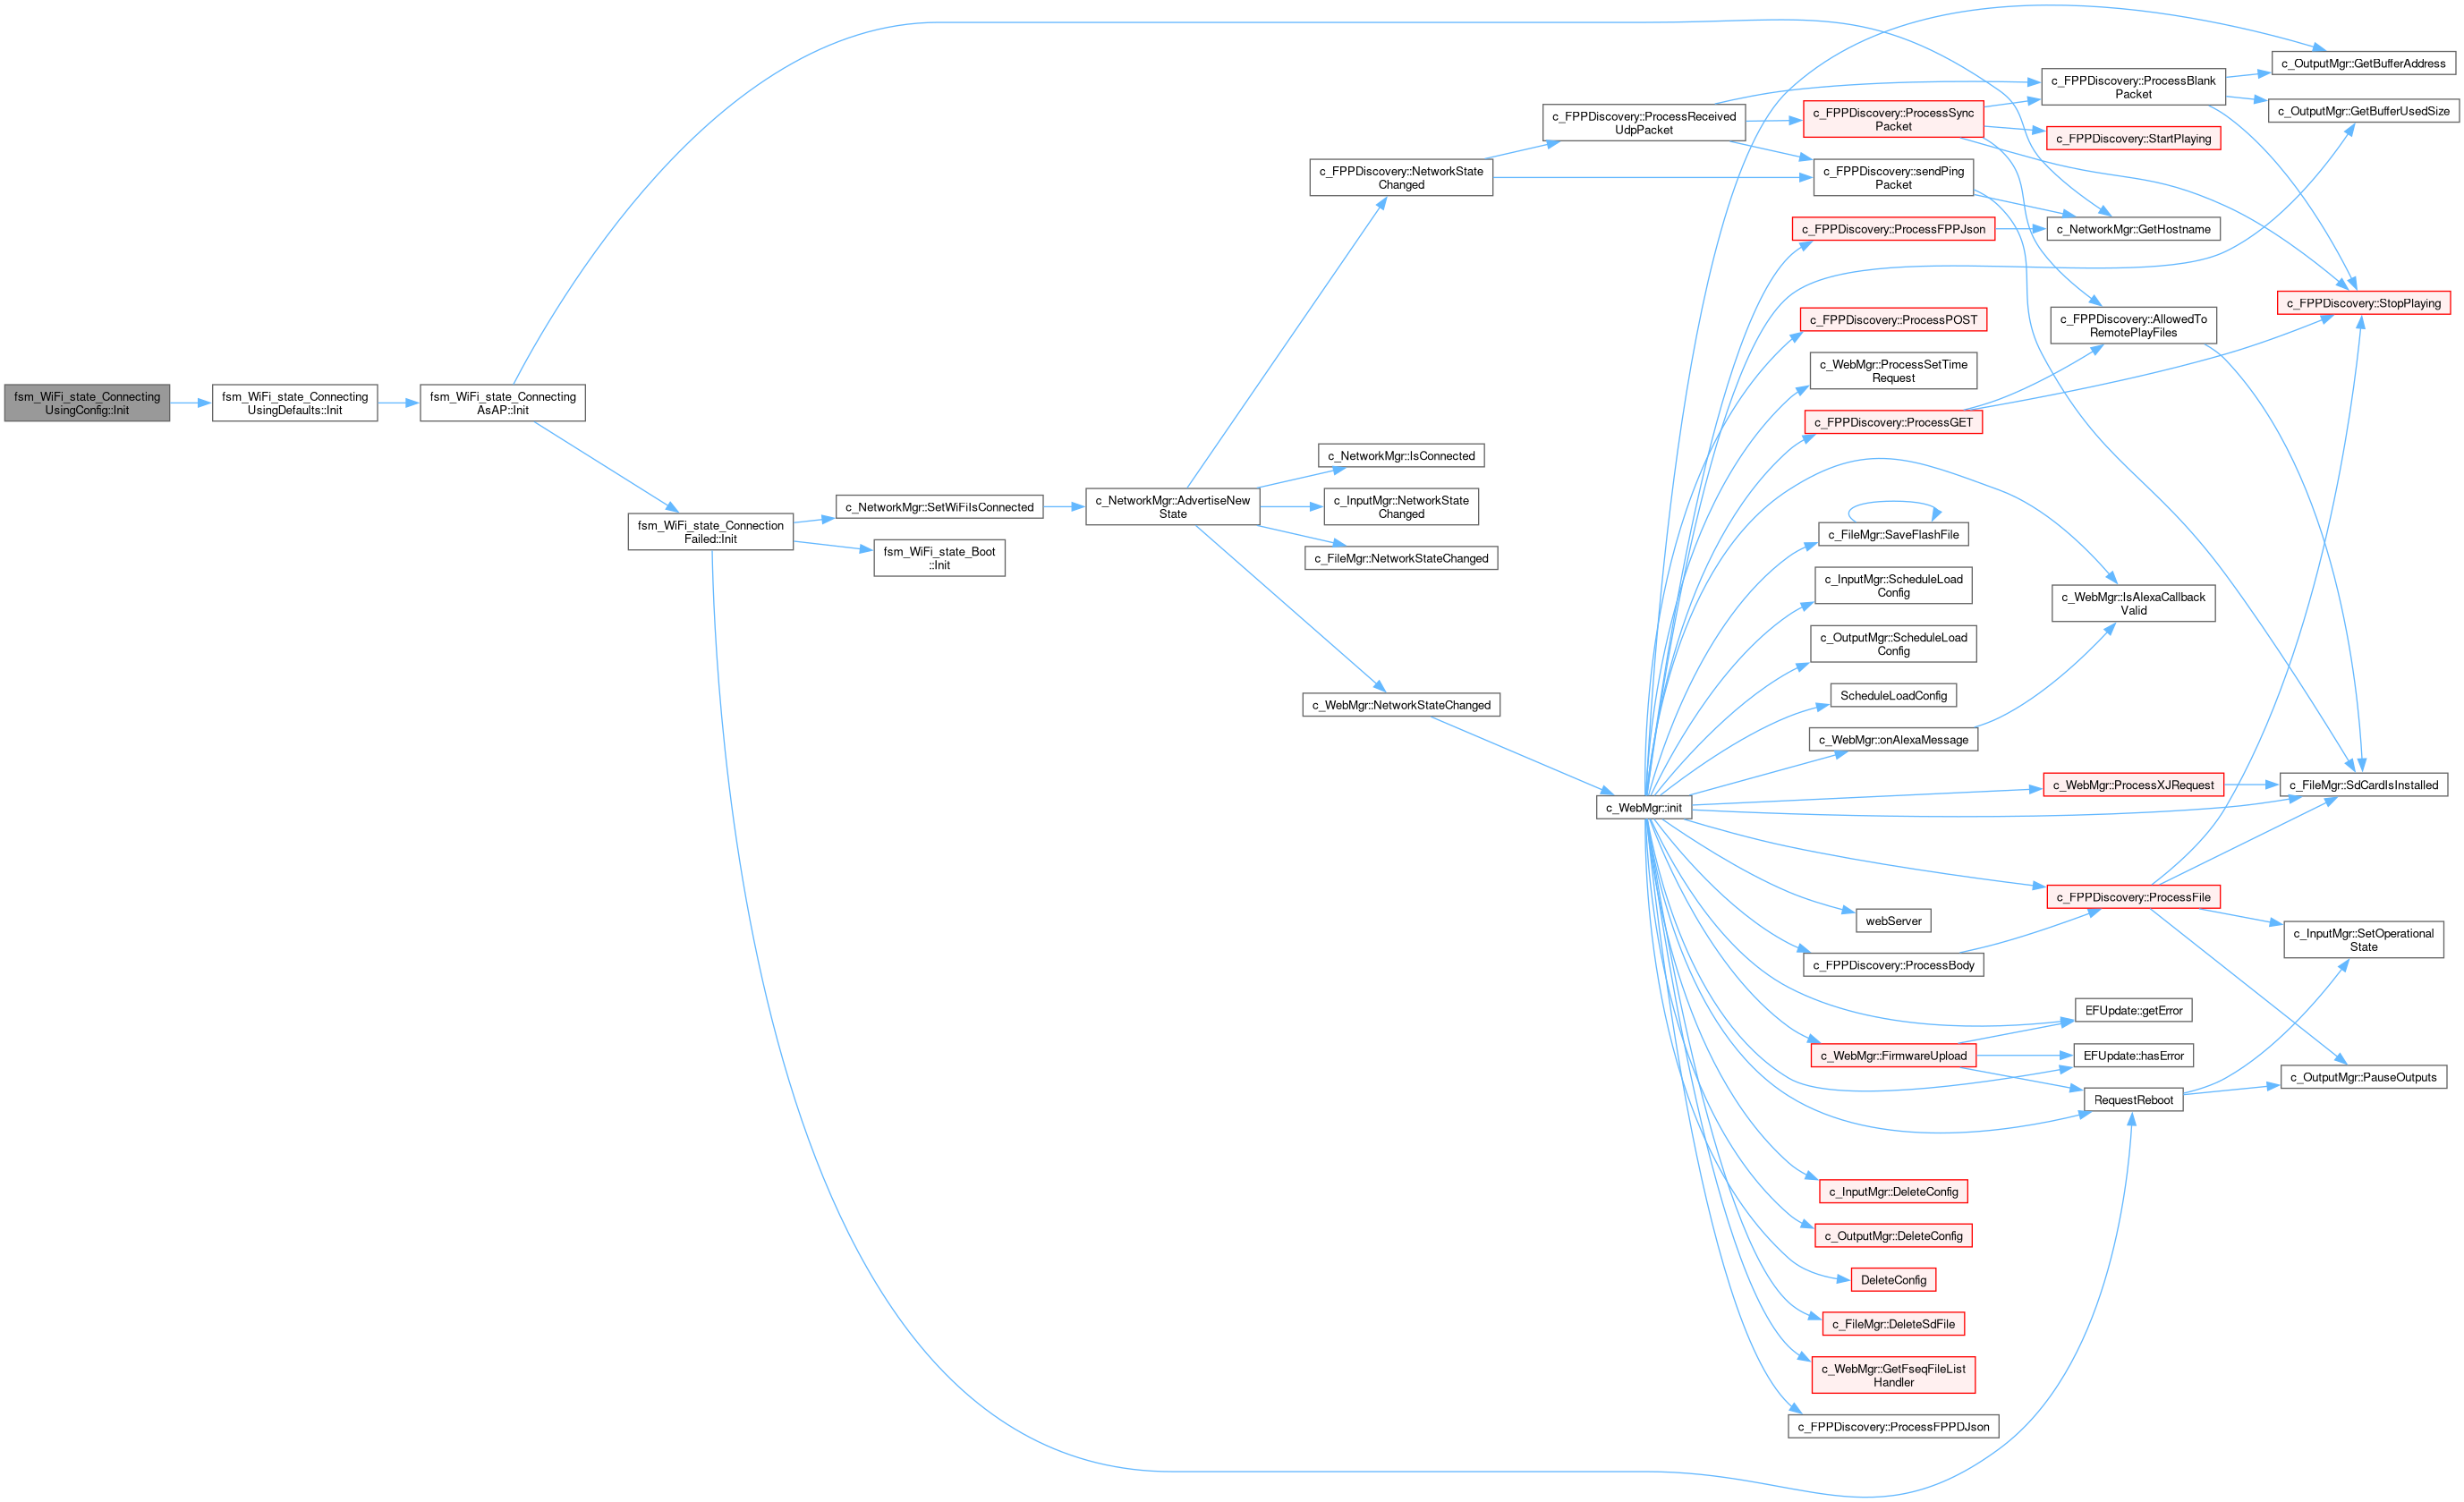 fsm_WiFi_state_Connecting
UsingConfig::Init
fsm_WiFi_state_Connecting
UsingDefaults::Init
fsm_WiFi_state_Connecting
AsAP::Init
fsm_WiFi_state_Connection
Failed::Init
c_NetworkMgr::SetWiFiIsConnected
fsm_WiFi_state_Boot
::Init
c_NetworkMgr::AdvertiseNew
State
c_FPPDiscovery::NetworkState
Changed
c_NetworkMgr::IsConnected
c_InputMgr::NetworkState
Changed
c_FileMgr::NetworkStateChanged
c_WebMgr::NetworkStateChanged
c_FPPDiscovery::ProcessReceived
UdpPacket
c_WebMgr::init
c_FPPDiscovery::ProcessSync
Packet
c_FPPDiscovery::sendPing
Packet
c_FPPDiscovery::ProcessFPPJson
c_FPPDiscovery::ProcessPOST
c_WebMgr::ProcessSetTime
Request
c_FPPDiscovery::ProcessGET
c_FileMgr::SaveFlashFile
c_InputMgr::ScheduleLoad
Config
c_OutputMgr::ScheduleLoad
Config
ScheduleLoadConfig
c_WebMgr::onAlexaMessage
webServer
c_FPPDiscovery::ProcessBody
c_WebMgr::FirmwareUpload
c_InputMgr::DeleteConfig
c_OutputMgr::DeleteConfig
DeleteConfig
c_FileMgr::DeleteSdFile
c_WebMgr::GetFseqFileList
Handler
c_FPPDiscovery::ProcessFPPDJson
c_FPPDiscovery::ProcessBlank
Packet
c_FPPDiscovery::StartPlaying
c_NetworkMgr::GetHostname
c_FPPDiscovery::AllowedTo
RemotePlayFiles
c_WebMgr::IsAlexaCallback
Valid
c_WebMgr::ProcessXJRequest
c_FPPDiscovery::ProcessFile
EFUpdate::getError
EFUpdate::hasError
RequestReboot
c_OutputMgr::GetBufferAddress
c_OutputMgr::GetBufferUsedSize
c_FPPDiscovery::StopPlaying
c_FileMgr::SdCardIsInstalled
c_InputMgr::SetOperational
State
c_OutputMgr::PauseOutputs